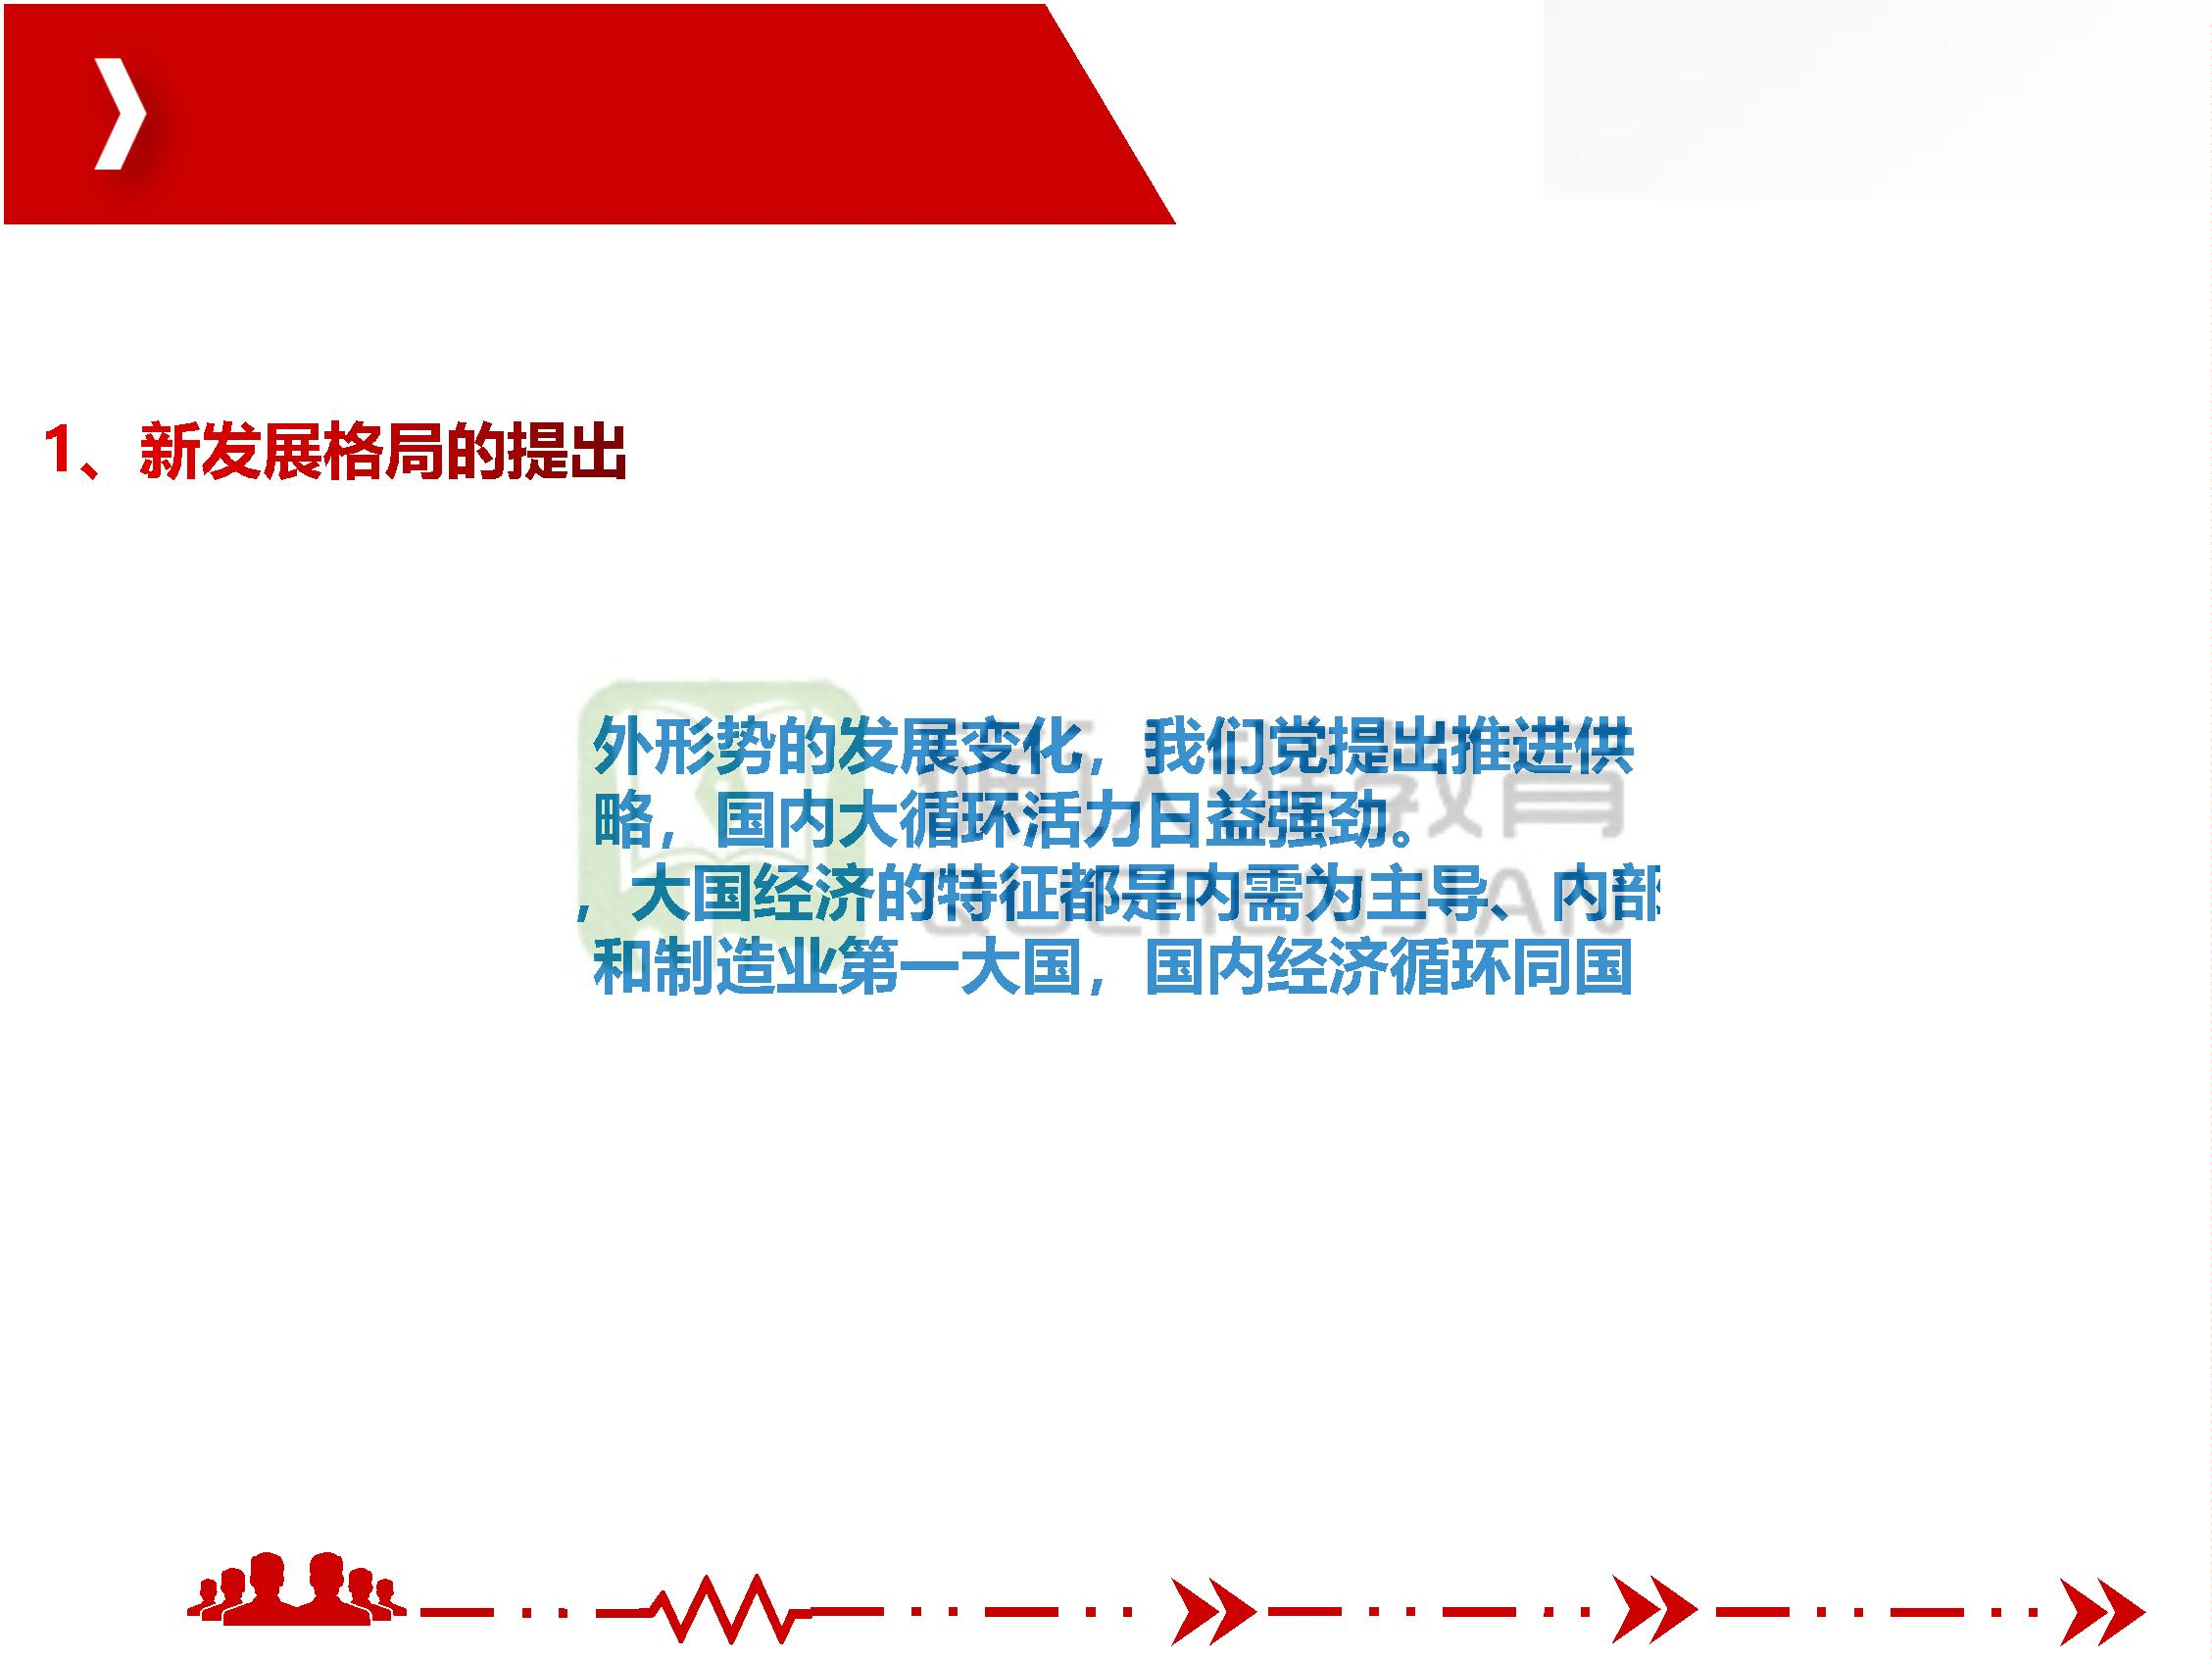 1、新发展格局的提出
外形势的发展变化，我们党提出推进供
略，国内大循环活力日益强劲。
，大国经济的特征都是内需为主导、内部
和制造业第一大国，国内经济循环同国
教育